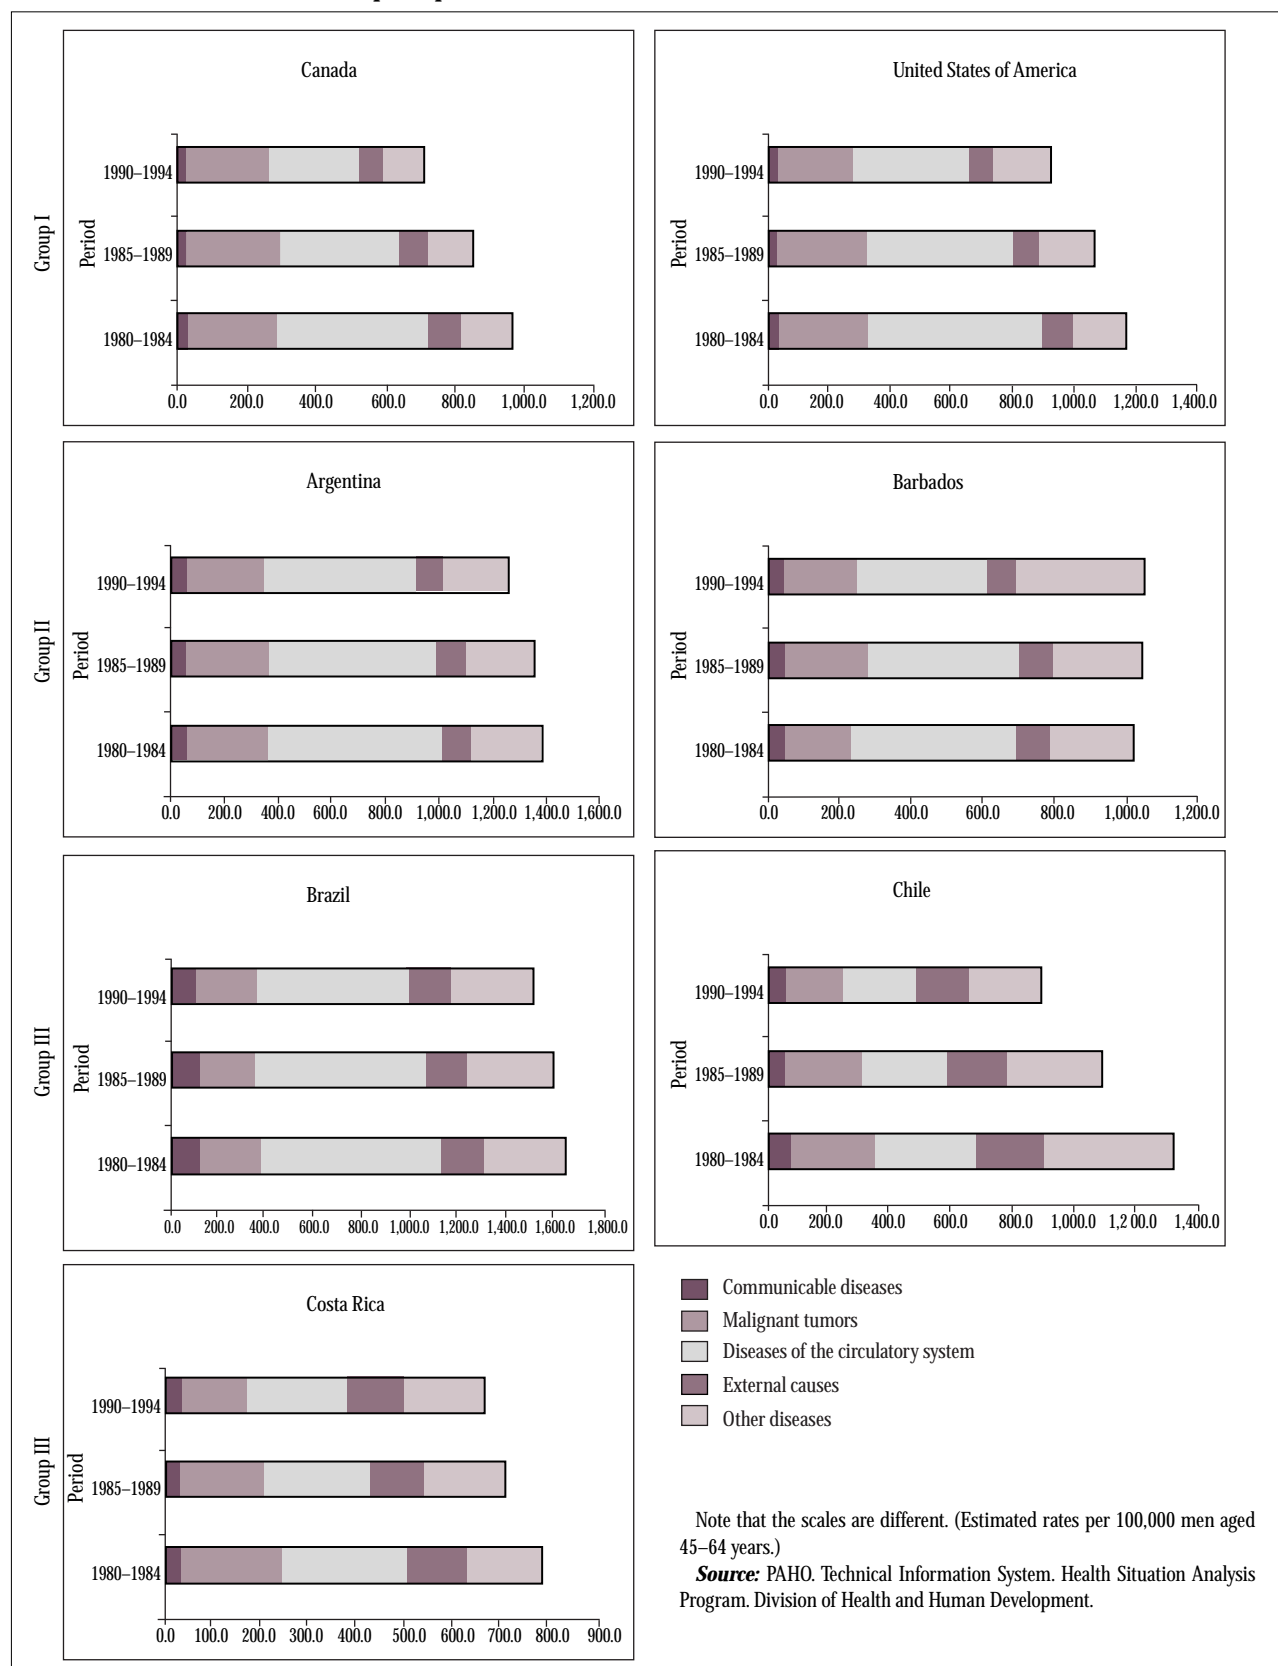 Canada
Group I
Period
1990–1994
1985–1989
1980–1984
0.0 200.0 400.0 600.0 800.0 1,000.0 1,200.0
United States of America
Period
1990–1994
1985–1989
1980–1984
0.0 200.0 400.0 600.0 800.0 1,000.0 1,200.0 1,400.0
Argentina
Group II
Period
1990–1994
1985–1989
1980–1984
0.0 200.0 400.0 600.0 800.0 1,000.0 1,200.0 1,400.0 1,600.0
Barbados
Period
1990–1994
1985–1989
1980–1984
0.0 200.0 400.0 600.0 800.0 1,000.0 1,200.0
Brazil
Group III
Period
1990–1994
1985–1989
1980–1984
0.0 200.0 400.0 600.0 800.0 1,000.0 1,200.0 1,400.0 1,600.0 1,800.0
Chile
Period
1990–1994
1985–1989
1980–1984
0.0 200.0 400.0 600.0 800.0 1,000.0 1,2 00.0 1,400.0
Costa Rica
Group III
Period
1990–1994
1985–1989
1980–1984
0.0 100.0 200.0 300.0 400.0 500.0 600.0 700.0 800.0 900.0
Communicable diseases
Malignant tumors
Diseases of the circulatory system
External causes
Other diseases
Note that the scales are different. (Estimated rates per 100,000 men aged
45–64 years.)
Source: PAHO. Technical Information System. Health Situation Analysis
Program. Division of Health and Human Development.